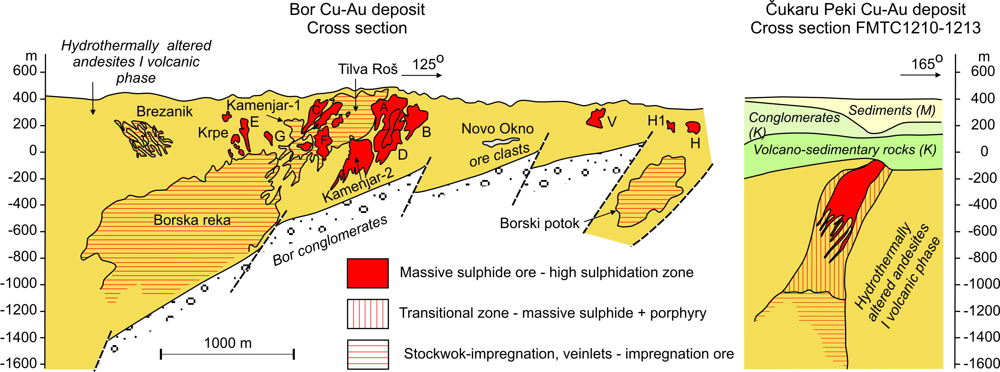 Bor Cu-Au deposit
Cross section
Čukaru Peki Cu-Au deposit
Cross section FMTC1210-1213
Hydrothermally altered
andesites I volcanic
phase
m
600
400
200
0
-200
-400
-600
-800
-1000
-1200
-1400
-1600
Tilva Roš
125o
Brezanik
Kamenjar-1
Krpe
E
G
C
F
A
B
D
Kamenjar-2
Novo Okno
ore clasts
V
H1
H
Borska reka
Bor conglomerates
Borski potok
1000 m
Massive sulphide ore - high sulphidation zone
Transitional zone - massive sulphide + porphyry
Stockwok-impregnation, veinlets - impregnation ore
165o
Sediments (M)
Conglomerates
(K)
Volcano-sedimentary rocks (K)
Hydrothermally
altered andesites
I volcanic phase
m
600
400
200
0
-200
-400
-600
-800
-1000
-1200
-1400
-1600